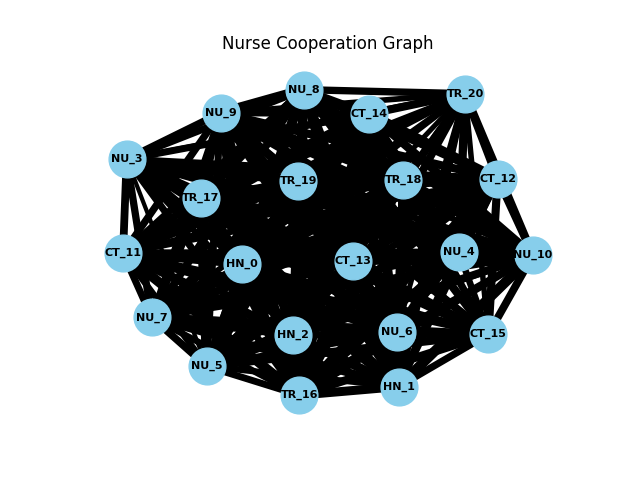 Nurse Cooperation Graph
NU_8
TR_20
NU_9
CT_14
NU_3
TR_19
TR_18
CT_12
TR_17
CT_11
HN_0
CT_13
NU_4
NU_10
NU_7
HN_2
NU_6
CT_15
NU_5
TR_16
HN_1